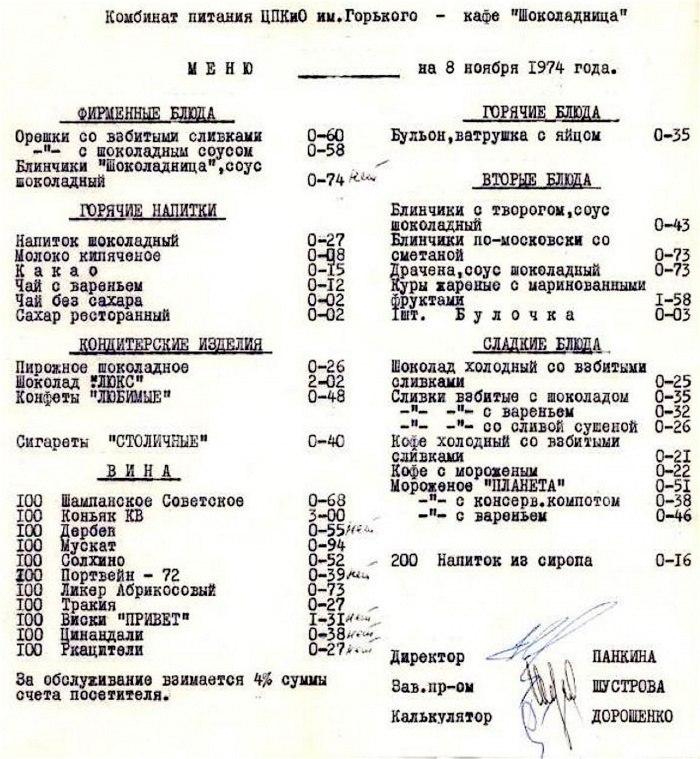 Комбинат питания ЦПКиО им.Горького - кафе "Шоколадница"
МЕНЮ ________ на 8 ноября 1974 года.
ФИРМЕННЫЕ БЛЮДА
Орешки со взбитыми сливками 0-60
-"- с шоколадным соусом 0-58
Блинчики "Шоколадница",соус
шоколадный 0-74 нет
ГОРЯЧИЕ НАПИТКИ
Напиток шоколадный 0-27
Молоко кипяченое 0-08
К а к а о 0-15
Чай с вареньем 0-12
Чай без сахара 0-02
Сахар ресторанный 0-02
КОНДИТЕРСКИЕ ИЗДЕЛИЯ
Пирожное шоколадное 0-26
Шоколад "ЛЮКС" 2-02
Конфеты "ЛЮБИМЫЕ" 0-48
Сигареты "СТОЛИЧНЫЕ" 0-40
В И Н А
100 Шампанское Советское 0-68
100 Коньяк КВ 3-00
100 Дербен 0-55 нет
100 Мускат 0-94
100 Солхино 0-52
100 Портвейн - 72 0-39 нет
100 Ликер Абрикосовый 0-73
100 Тракия 0-27
100 Виски "ПРИВЕТ" 1-31 нет
100 Цинандали 0-38 нет
100 Ркацители 0-27 нет
За обслуживание взимается 4% суммы
счета посетителя.
ГОРЯЧИЕ БЛЮДА
Бульон,ватрушка с яйцом 0-35
ВТОРЫЕ БЛЮДА
Блинчики с творогом,соус
шоколадный 0-43
Блинчики по-московски со
сметаной 0-73
Драчена,соус шоколадный 0-73
Куры жареные с маринованными
фруктами 1-58
1шт. Б у л о ч к а 0-03
СЛАДКИЕ БЛЮДА
Шоколад холодный со взбитыми
сливками 0-25
Сливки взбитые с шоколадом 0-35
-"- -"- с вареньем 0-32
-"- -"- со сливой сушеной 0-26
Кофе холодный со взбитыми
сливками 0-21
Кофе с мороженым 0-22
Мороженое "ПЛАНЕТА" 0-51
-"- с консерв.компотом 0-38
-"- с вареньем 0-46
200 Напиток из сиропа 0-16
Директор ПАНКИНА
Зав.пр-ом ШУСТРОВА
Калькулятор ДОРОШЕНКО